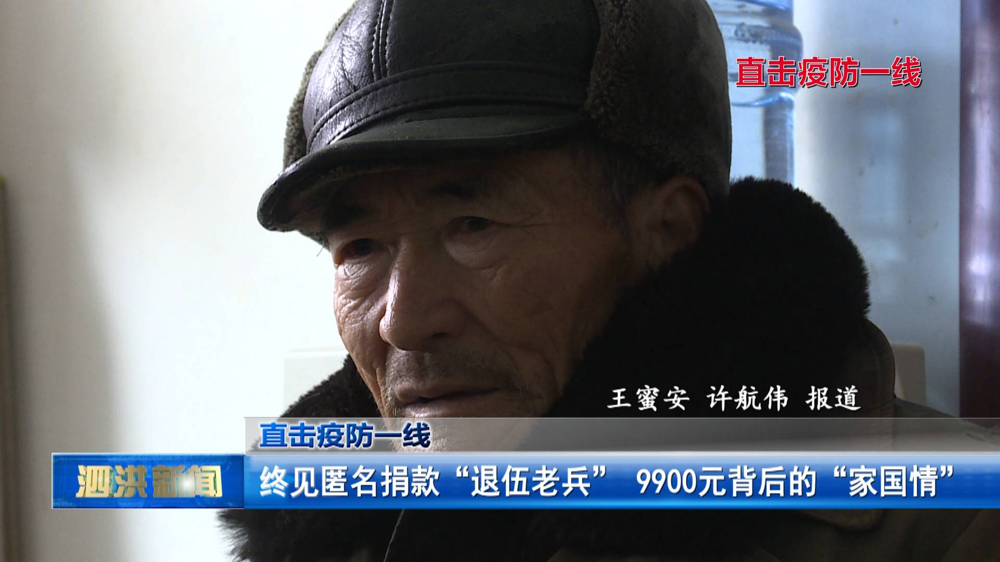 直击疫防一线
王蜜安 许航伟 报道
直击疫防一线
泗洪新闻
终见匿名捐款“退伍老兵” 9900元背后的“家国情”